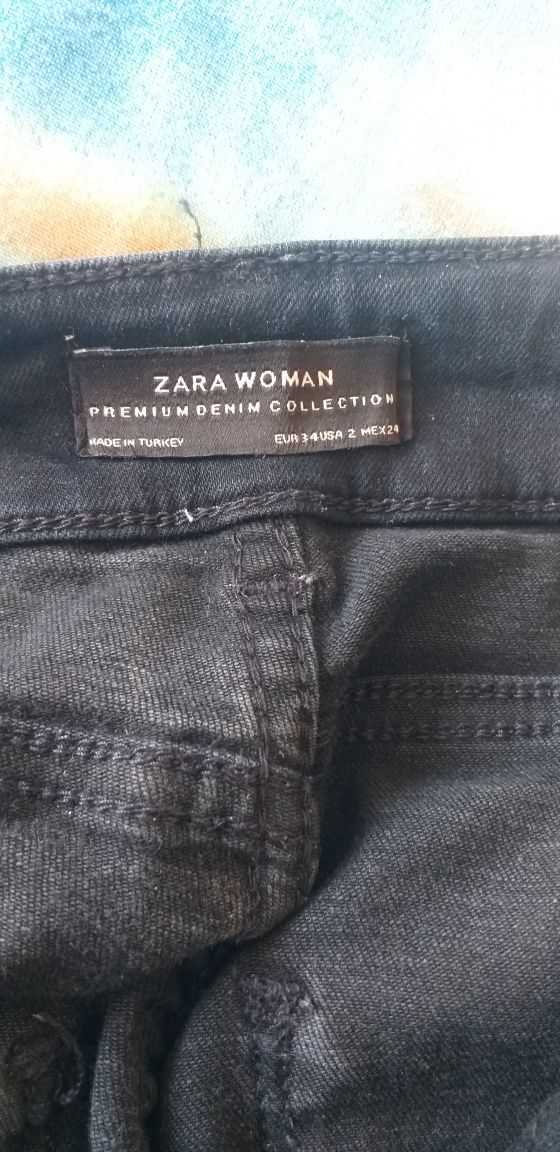 ZARA WOMAN
PREMIUM DENIM COLLECTION
MADE IN TURKEY EUR 34 USA 2 MEX 24